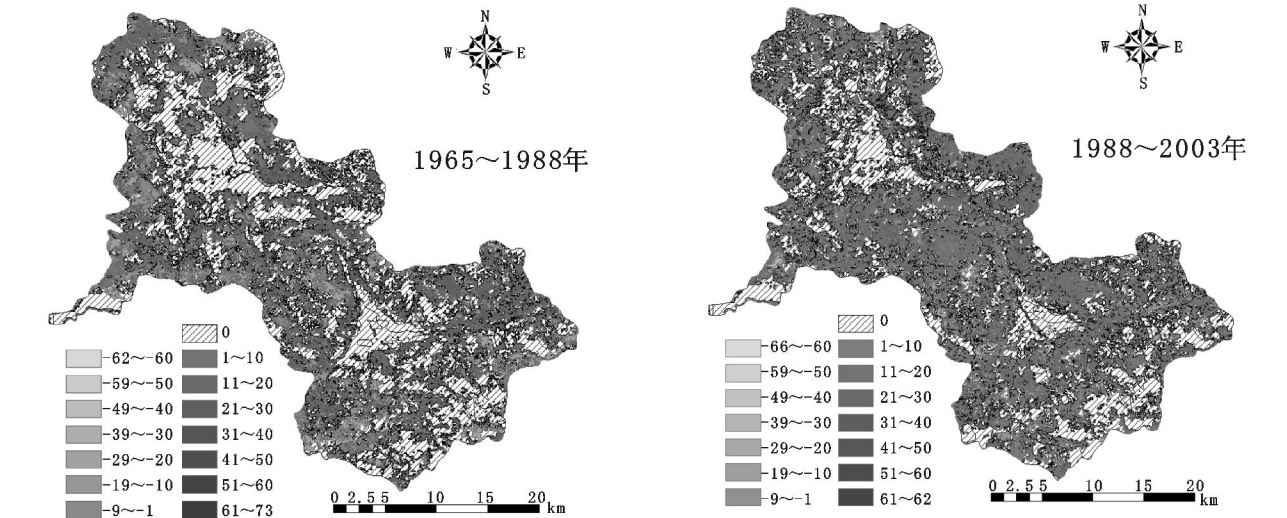 N
W E
S
1965～1988年
0
-62～-60 1～10
-59～-50 11～20
-49～-40 21～30
-39～-30 31～40
-29～-20 41～50
-19～-10 51～60
-9～-1 61～73
0 2.5 5 10 15 20
km
N
W E
S
1988～2003年
0
-66～-60 1～10
-59～-50 11～20
-49～-40 21～30
-39～-30 31～40
-29～-20 41～50
-19～-10 51～60
-9～-1 61～62
0 2.5 5 10 15 20
km